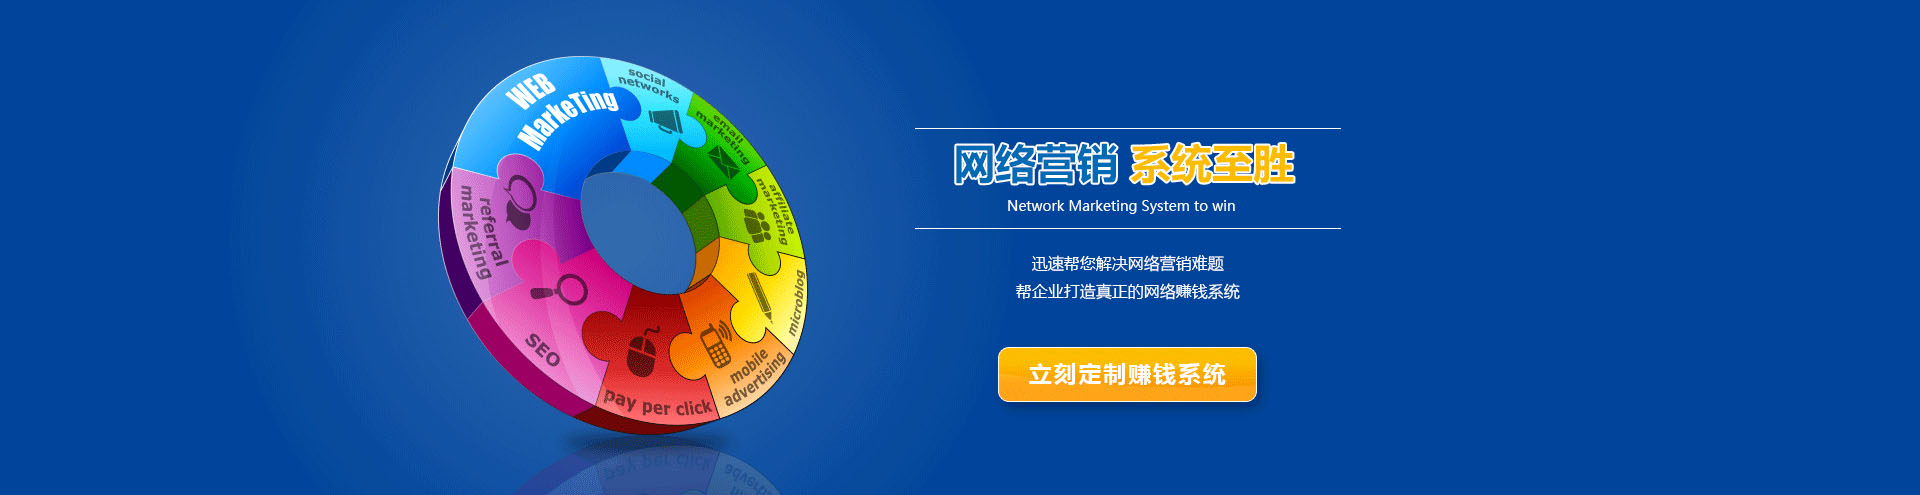 WEB
MarkeTing
social
networks
email
marketing
affiliate
marketing
microblog
mobile
advertising
pay per click
SEO
referral
marketing
网络营销 系统至胜
Network Marketing System to win
迅速帮您解决网络营销难题
帮企业打造真正的网络赚钱系统
立刻定制赚钱系统